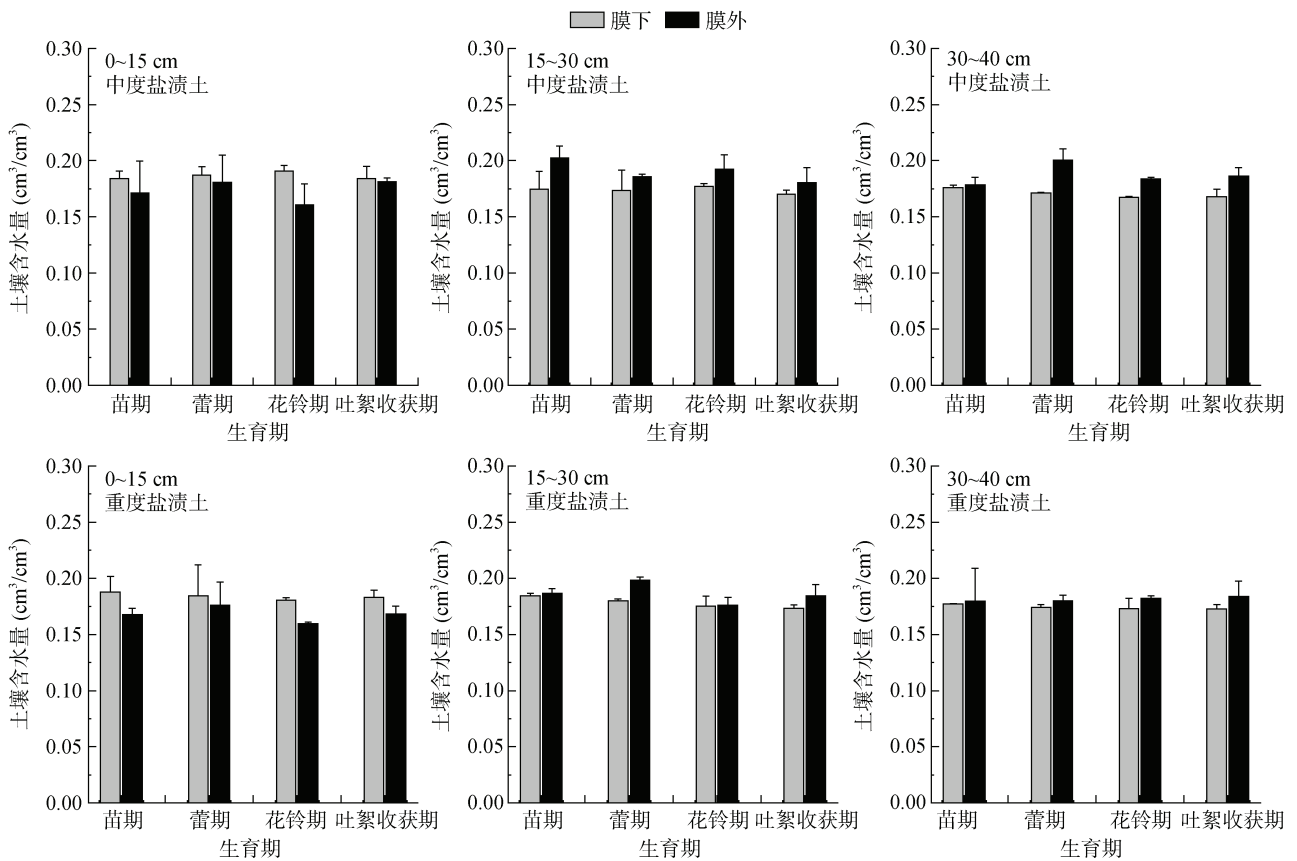 膜下 膜外
0~15 cm
中度盐渍土
土壤含水量 (cm³/cm³)
0.30
0.25
0.20
0.15
0.10
0.05
0.00
苗期 蕾期 花铃期 吐絮收获期
生育期
15~30 cm
中度盐渍土
土壤含水量 (cm³/cm³)
0.30
0.25
0.20
0.15
0.10
0.05
0.00
苗期 蕾期 花铃期 吐絮收获期
生育期
30~40 cm
中度盐渍土
土壤含水量 (cm³/cm³)
0.30
0.25
0.20
0.15
0.10
0.05
0.00
苗期 蕾期 花铃期 吐絮收获期
生育期
0~15 cm
重度盐渍土
土壤含水量 (cm³/cm³)
0.30
0.25
0.20
0.15
0.10
0.05
0.00
苗期 蕾期 花铃期 吐絮收获期
生育期
15~30 cm
重度盐渍土
土壤含水量 (cm³/cm³)
0.30
0.25
0.20
0.15
0.10
0.05
0.00
苗期 蕾期 花铃期 吐絮收获期
生育期
30~40 cm
重度盐渍土
土壤含水量 (cm³/cm³)
0.30
0.25
0.20
0.15
0.10
0.05
0.00
苗期 蕾期 花铃期 吐絮收获期
生育期